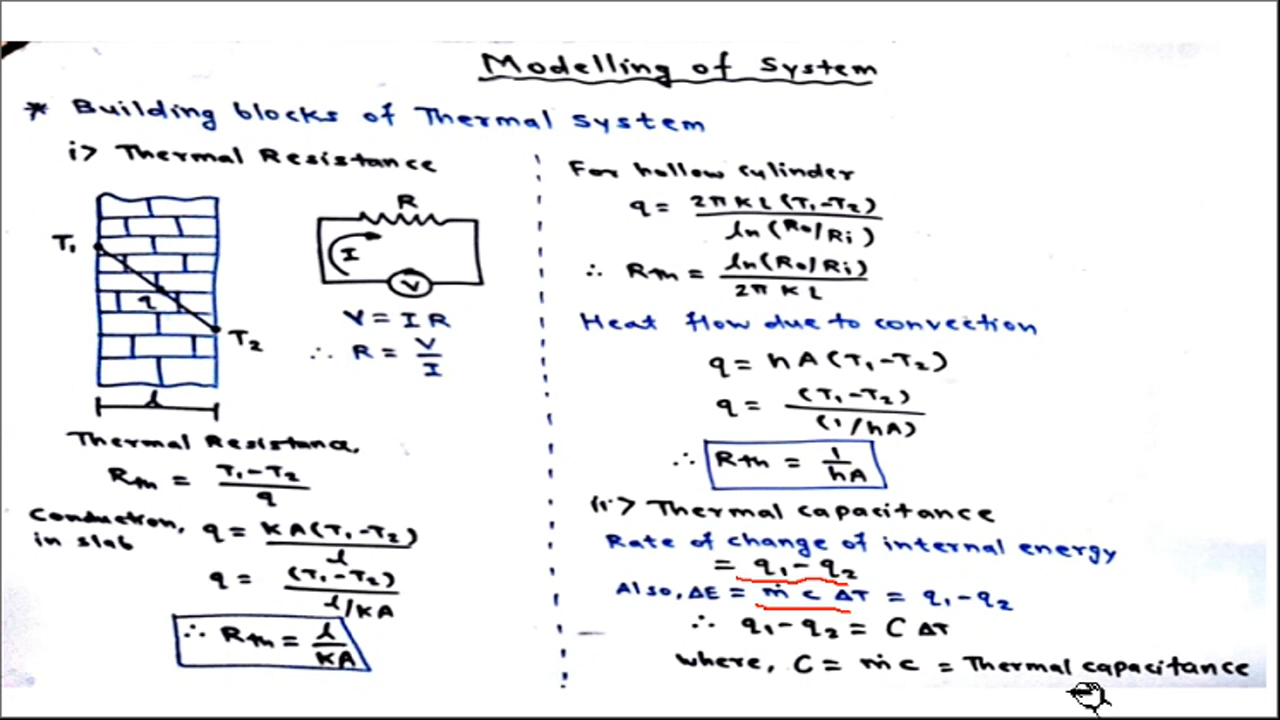 Modelling of System
* Building blocks of Thermal System
i> Thermal Resistance
T₁
q
T₂
l
R
I
V
V = I R
∴ R = V/I
Thermal Resistance,
Rth = (T₁-T₂)/q
Conduction, in slab
q = KA(T₁-T₂)/l
q = (T₁-T₂)/(l/KA)
∴ Rth = l/KA
For hollow cylinder
q = 2π K L (T₁-T₂)/ln(Ro/Ri)
∴ Rth = ln(Ro/Ri)/2π K L
Heat flow due to convection
q = hA(T₁-T₂)
q = (T₁-T₂)/(1/hA)
∴ Rth = 1/hA
ii> Thermal capacitance
Rate of change of internal energy
= q₁-q₂
Also, ΔE = ṁ c ΔT = q₁-q₂
∴ q₁-q₂ = C ΔT
where, C = ṁc = Thermal capacitance